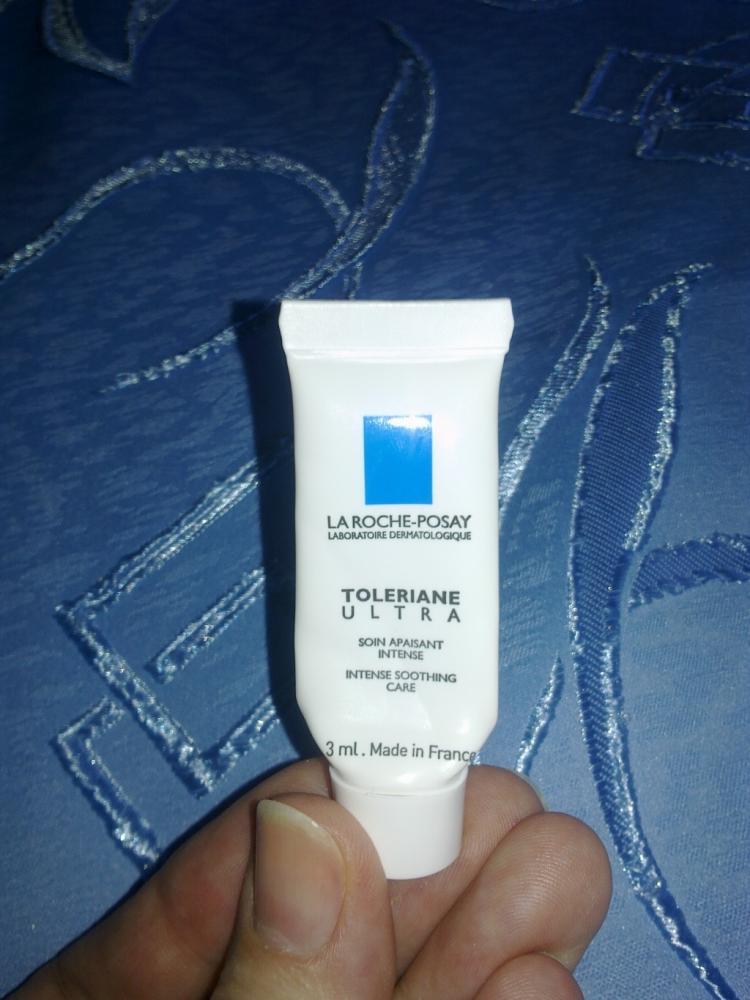 LA ROCHE-POSAY
LABORATOIRE DERMATOLOGIQUE
TOLERIANE
ULTRA
SOIN APAISANT
INTENSE
INTENSE SOOTHING
CARE
3 ml. Made in France